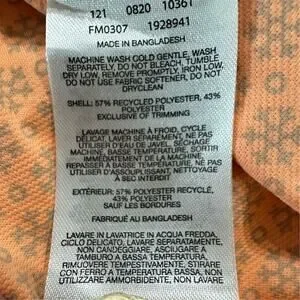 121 0820 10361
FM0307 1928941
MADE IN BANGLADESH
MACHINE WASH COLD GENTLE, WASH
SEPARATELY, DO NOT BLEACH, TUMBLE
DRY LOW, REMOVE PROMPTLY, IRON LOW,
DO NOT USE FABRIC SOFTENER, DO NOT
DRYCLEAN
SHELL: 57% RECYCLED POLYESTER, 43%
POLYESTER
EXCLUSIVE OF TRIMMING
LAVAGE MACHINE À FROID, CYCLE
DÉLICAT, LAVER SÉPARÉMENT, NE PAS
UTILISER D'EAU DE JAVEL, SÉCHAGE
MACHINE, BASSE TEMPÉRATURE, SORTIR
IMMÉDIATEMENT DE LA MACHINE,
REPASSER À BASSE TEMPÉRATURE, NE PAS
UTILISER D'ASSOUPLISSANT, NETTOYAGE
À SEC INTERDIT
EXTÉRIEUR: 57% POLYESTER RECYCLÉ,
43% POLYESTER
SAUF LES BORDURES
FABRIQUÉ AU BANGLADESH
LAVARE IN LAVATRICE IN ACQUA FREDDA,
CICLO DELICATO, LAVARE SEPARATAMENTE,
NON CANDEGGIARE, ASCIUGARE A
TAMBURO A TEMPERATURA BASSA,
RIMUOVERE IMMEDIATAMENTE, STIRARE
CON FERRO A TEMPERATURA BASSA, NON
USARE AMMORBIDENTE, NON LAVARE